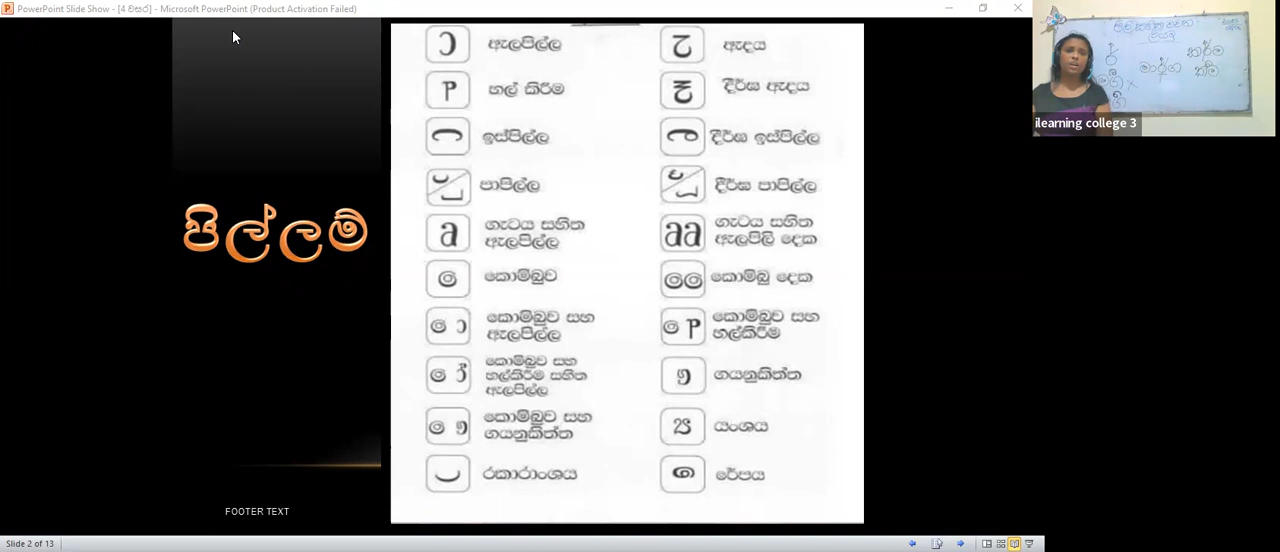 PowerPoint Slide Show - [4 වසර] - Microsoft PowerPoint (Product Activation Failed)
පිල්ලම්
ඇලපිල්ල
ඇදය
හල් කිරීම
දීර්ඝ ඇදය
ඉස්පිල්ල
දීර්ඝ ඉස්පිල්ල
පාපිල්ල
දීර්ඝ පාපිල්ල
ගැටය සහිත
ඇලපිල්ල
ගැටය සහිත
ඇලපිලි දෙක
කොම්බුව
කොම්බු දෙක
කොම්බුව සහ
ඇලපිල්ල
කොම්බුව සහ
හල්කිරීම
කොම්බුව සහ
හල්කිරීම සහිත
ඇලපිල්ල
ගයනුකිත්ත
කොම්බුව සහ
ගයනුකිත්ත
යංශය
රකාරාංශය
රේපය
FOOTER TEXT
Slide 2 of 13
කර්ම
මාර්ග
ilearning college 3